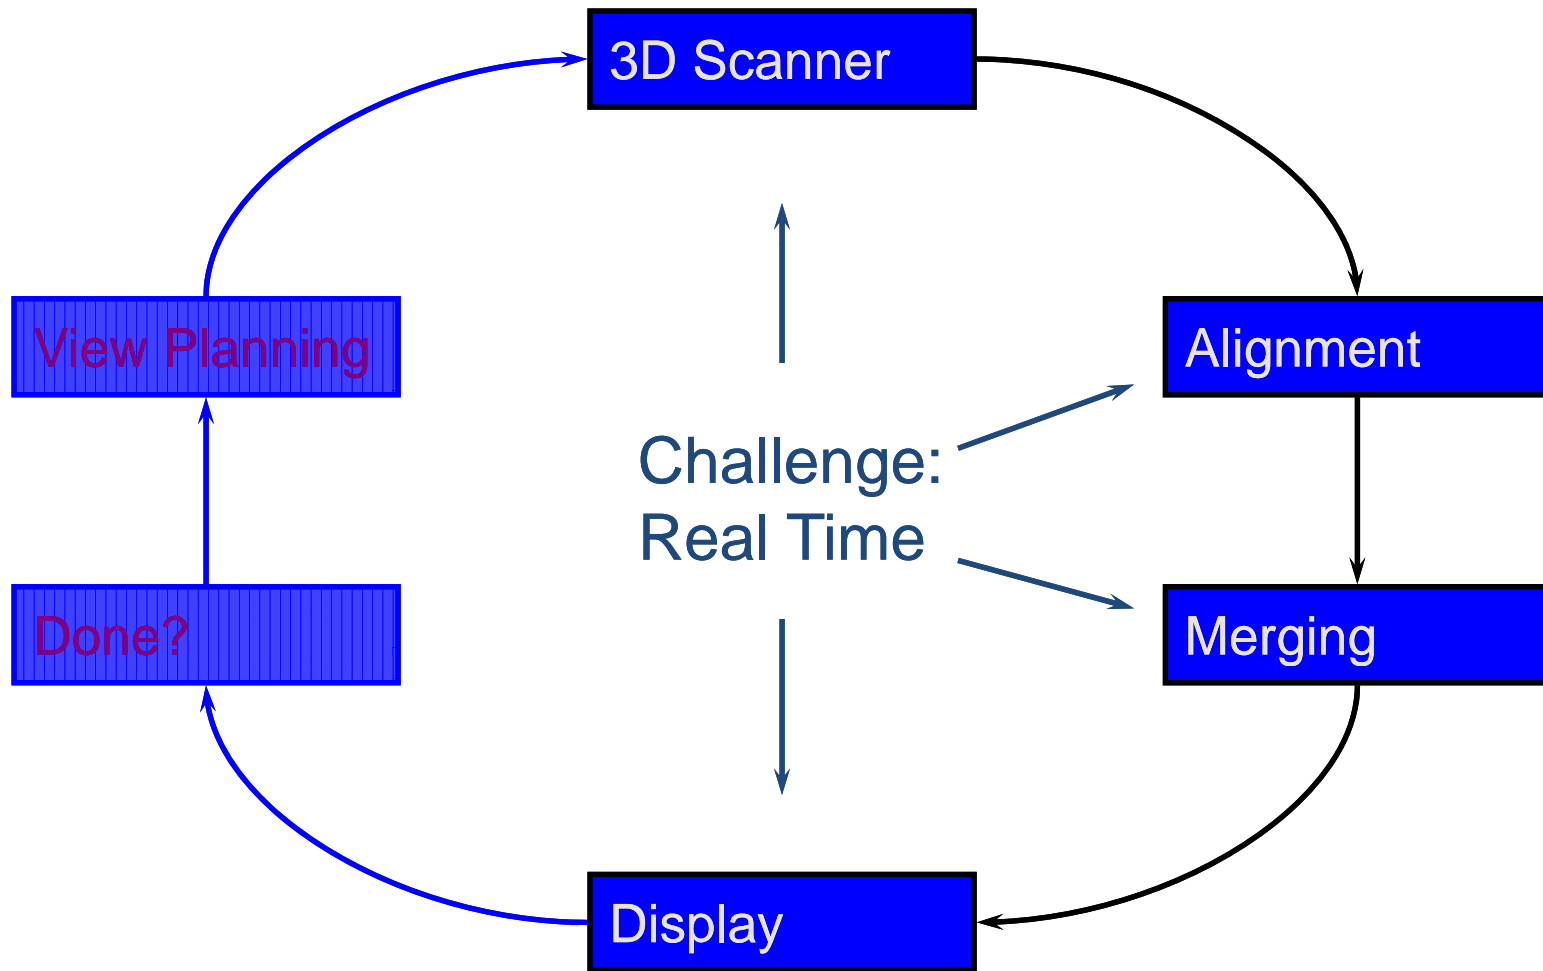 3D Scanner
View Planning
Alignment
Challenge:
Real Time
Done?
Merging
Display